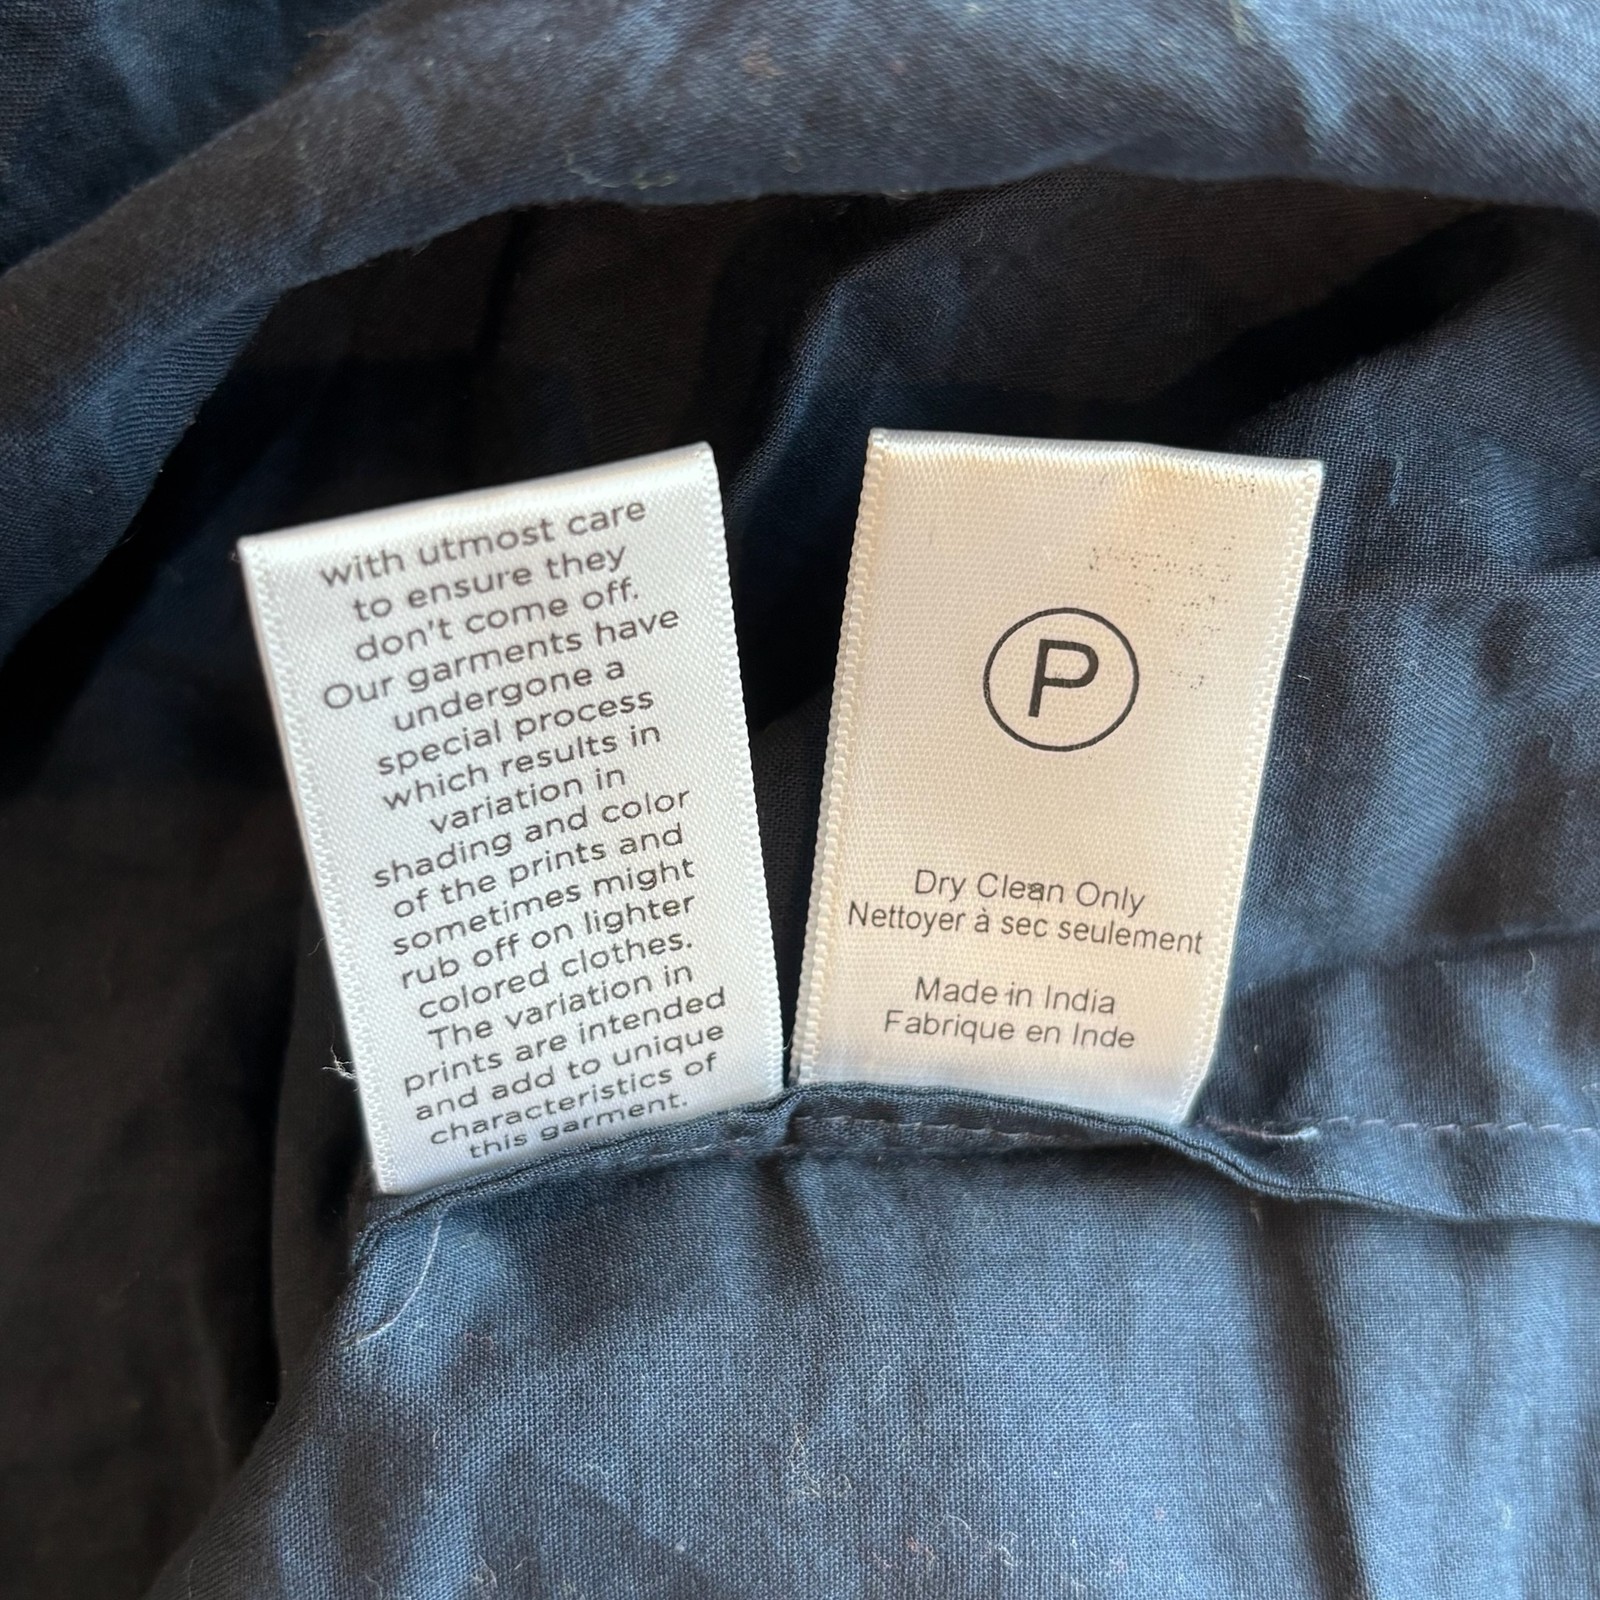 with utmost care
to ensure they
don't come off.
Our garments have
undergone a
special process
which results in
variation in
shading and color
of the prints and
sometimes might
rub off on lighter
colored clothes.
The variation in
prints are intended
and add to unique
characteristics of
this garment.
P
Dry Clean Only
Nettoyer à sec seulement
Made in India
Fabrique en Inde